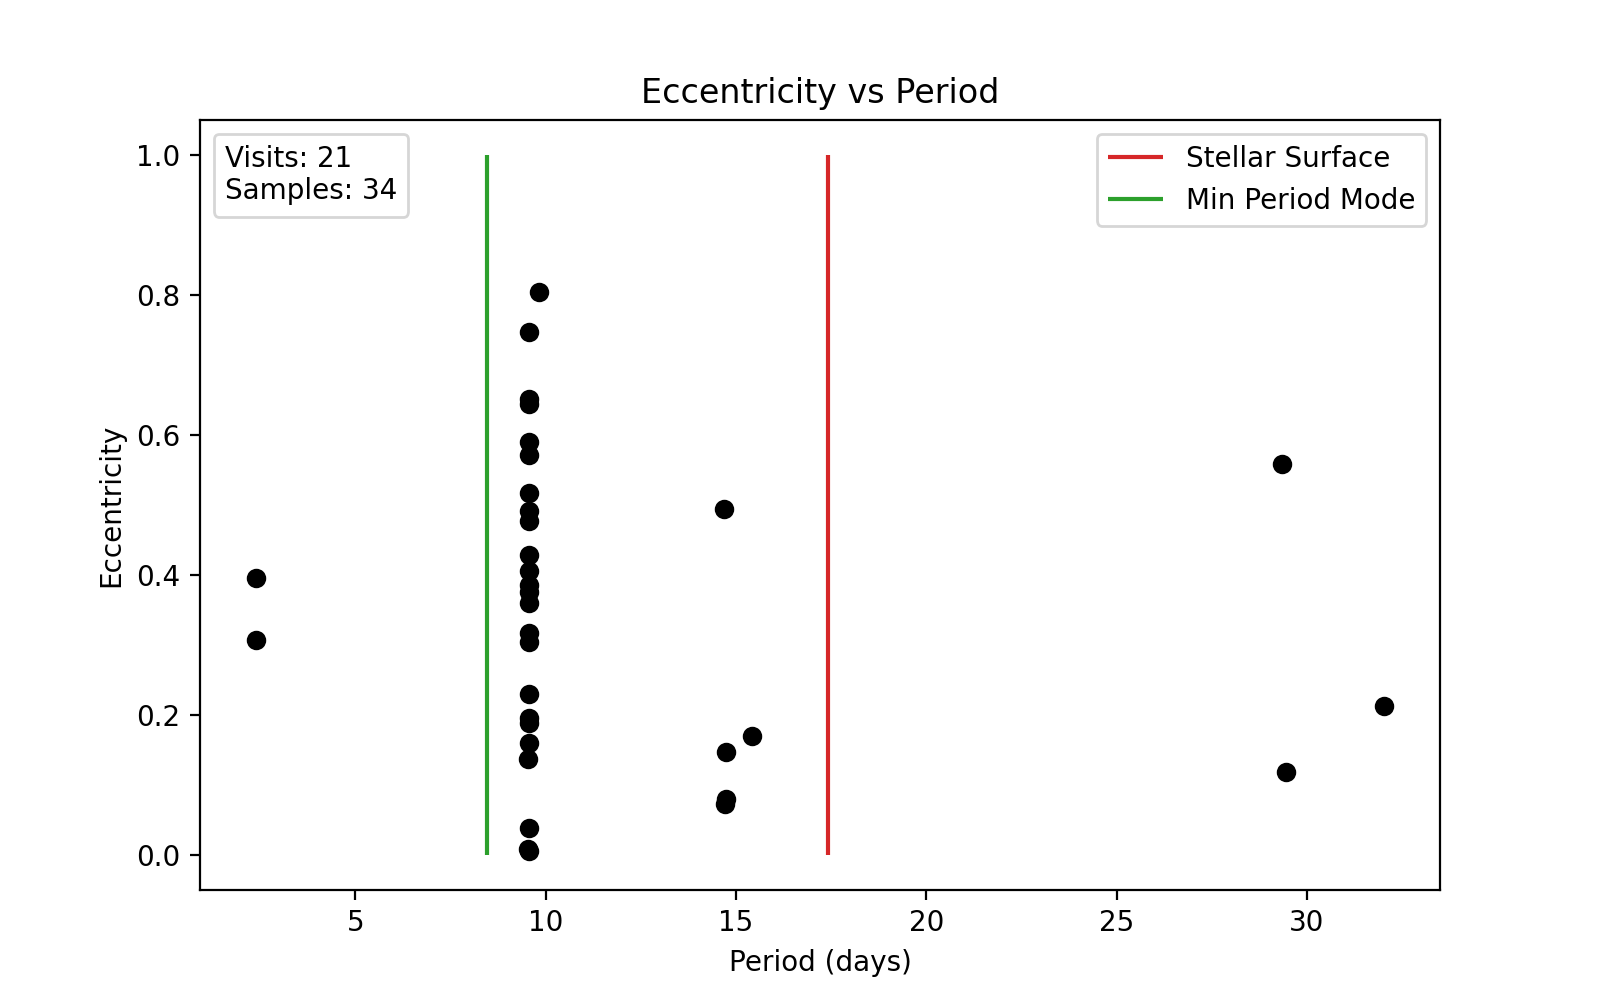 Eccentricity vs Period
Visits: 21
Samples: 34
Stellar Surface
Min Period Mode
1.0
0.8
0.6
0.4
0.2
0.0
Eccentricity
5
10
15
20
25
30
Period (days)